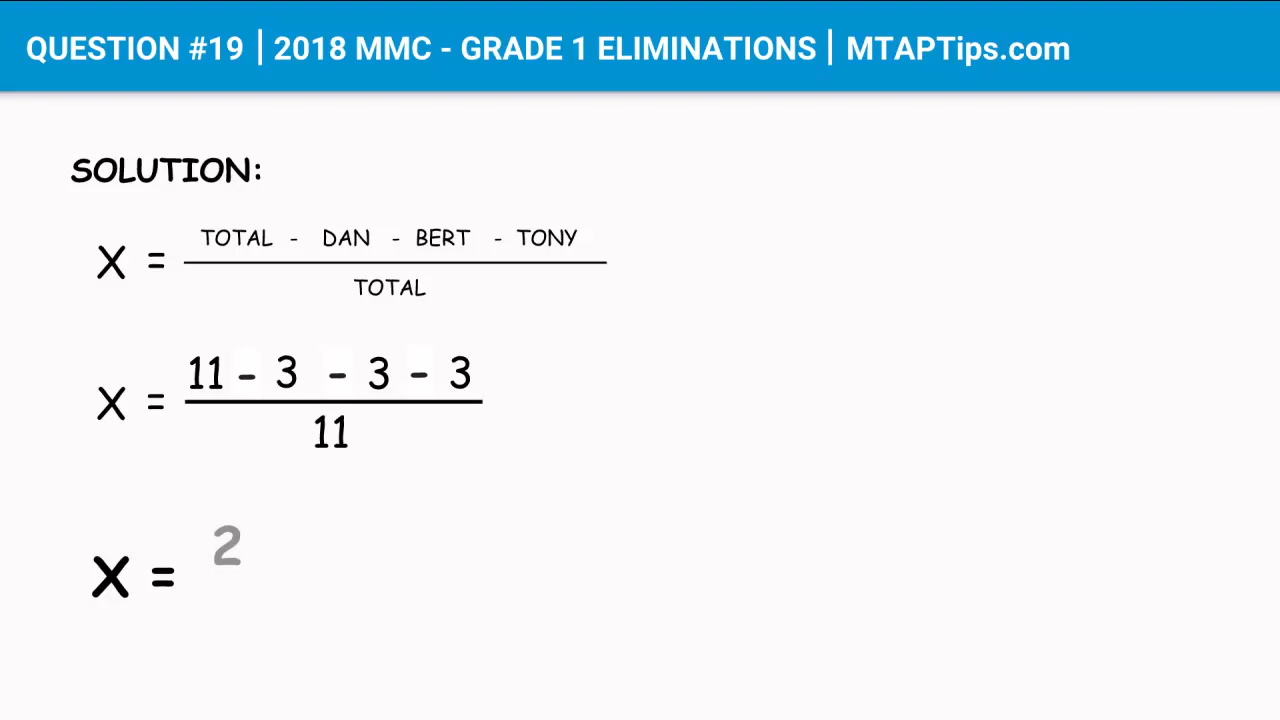 QUESTION #19 | 2018 MMC - GRADE 1 ELIMINATIONS | MTAPTips.com
SOLUTION:
X = TOTAL - DAN - BERT - TONY
TOTAL
X = 11 - 3 - 3 - 3
11
X = 2